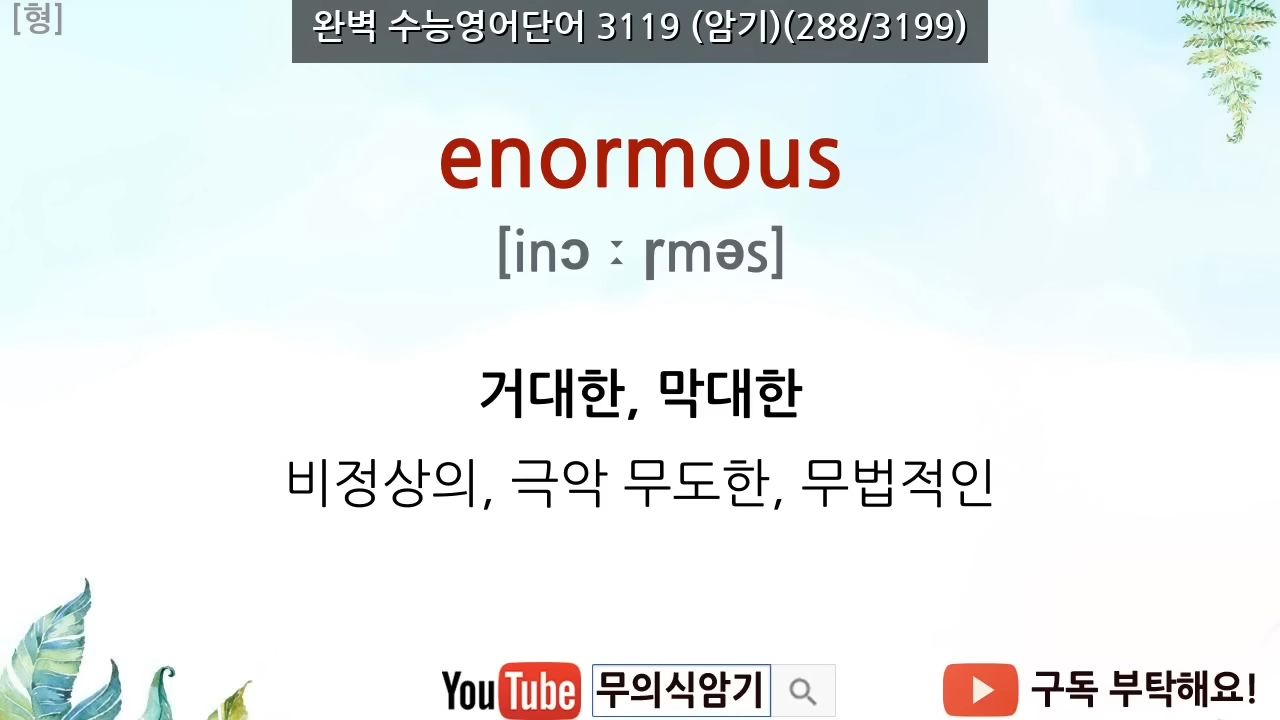 [형]
완벽 수능영어단어 3119 (암기)(288/3199)
enormous
[inɔːrməs]
거대한, 막대한
비정상의, 극악 무도한, 무법적인
YouTube 무의식암기
구독 부탁해요!